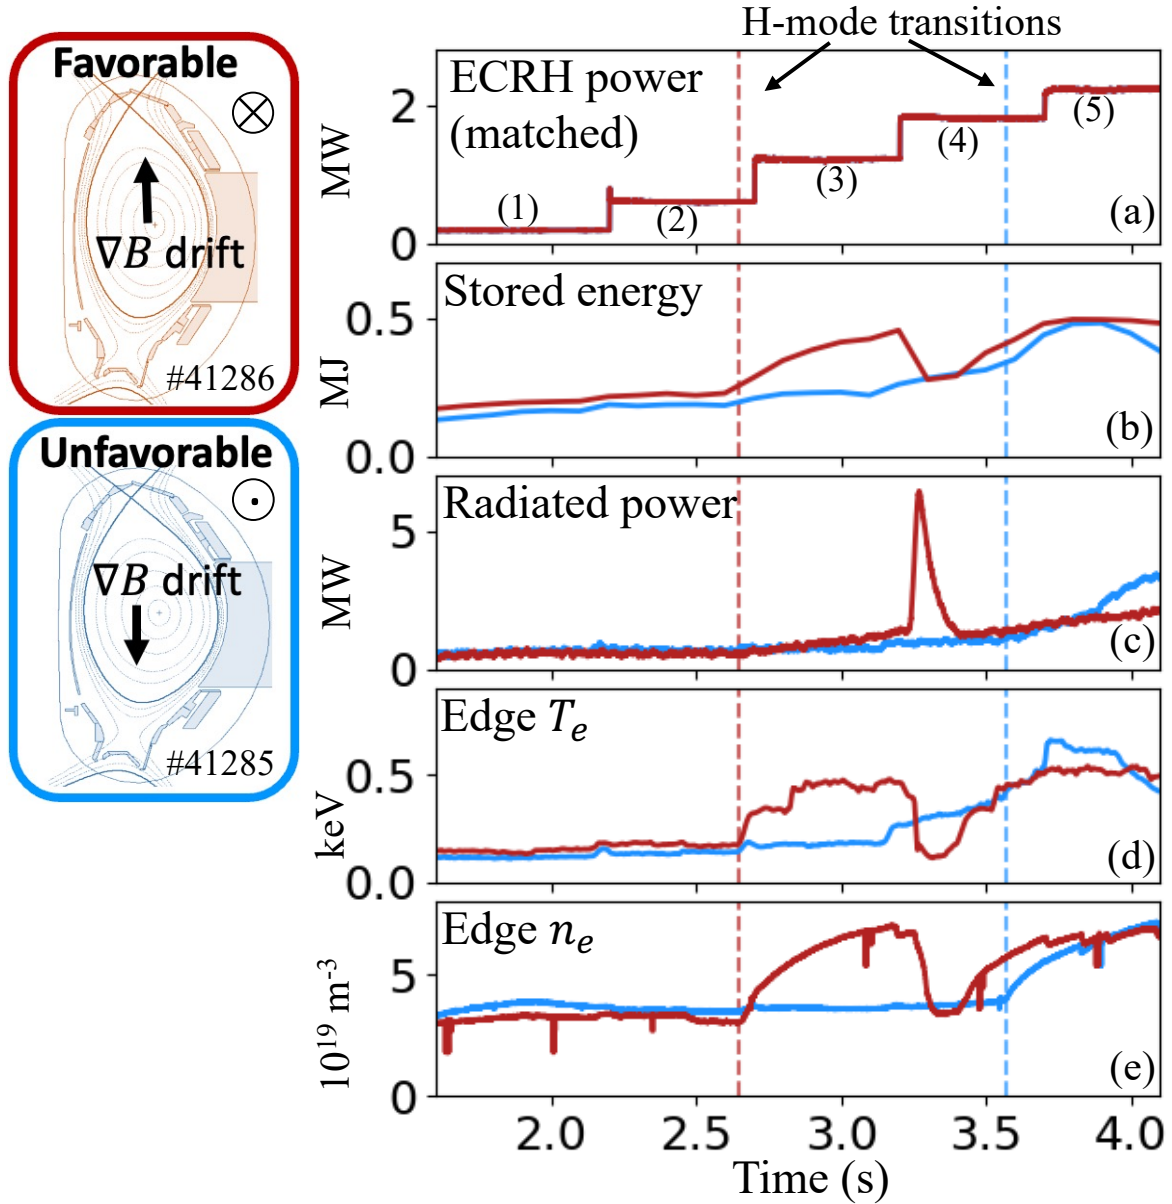 H-mode transitions
Favorable
∇B drift
#41286
Unfavorable
∇B drift
#41285
ECRH power
(matched)
MW
2
0
(1)
(2)
(3)
(4)
(5)
(a)
Stored energy
MJ
0.5
0.0
(b)
Radiated power
MW
5
0
(c)
Edge Tₑ
keV
0.5
0.0
(d)
Edge nₑ
10¹⁹ m⁻³
5
0
(e)
2.0 2.5 3.0 3.5 4.0
Time (s)